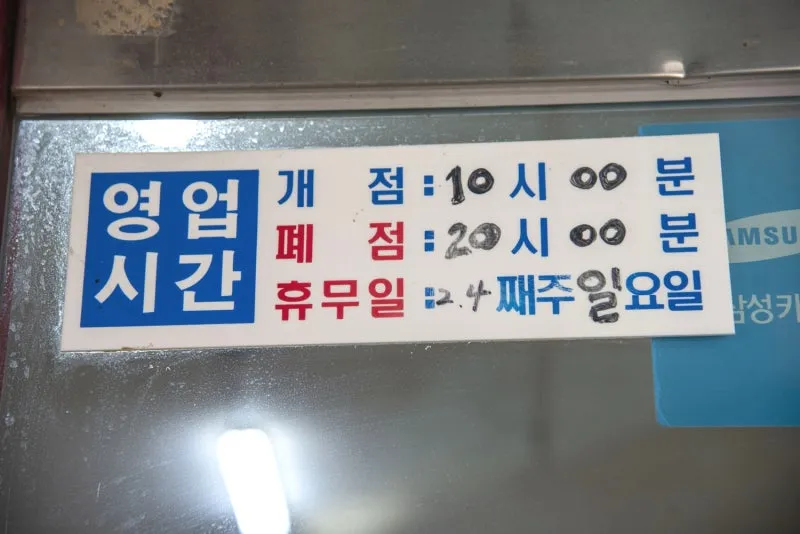 영업
시간
개 점 : 10 시 00 분
폐 점 : 20 시 00 분
휴무일 : 2.4 째주 일요일
AMSU
삼성카